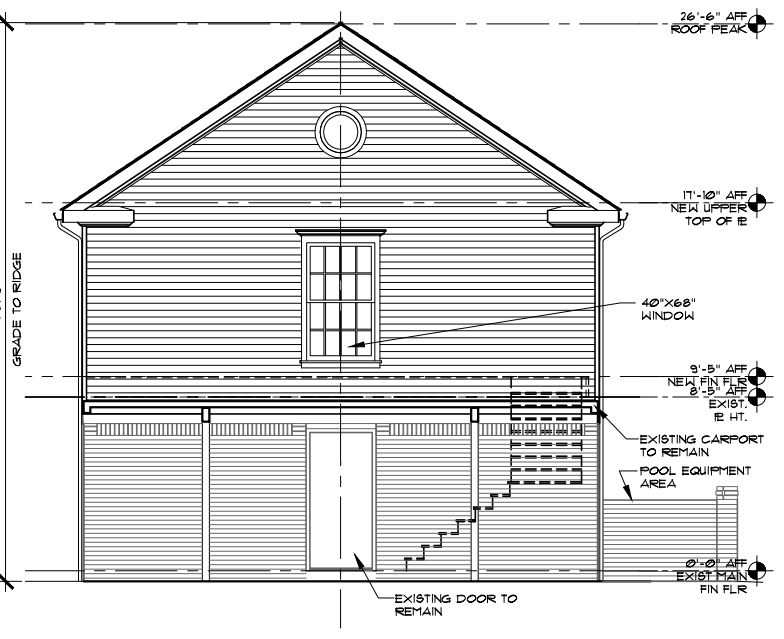 26'-6" AFF
ROOF PEAK
17'-10" AFF
NEW UPPER
TOP OF PL
GRADE TO RIDGE
40"X68"
WINDOW
9'-5" AFF
NEW FIN FLR
8'-5" AFF
EXIST.
PL HT.
EXISTING CARPORT
TO REMAIN
POOL EQUIPMENT
AREA
0'-0" AFF
EXIST MAIN
FIN FLR
EXISTING DOOR TO
REMAIN